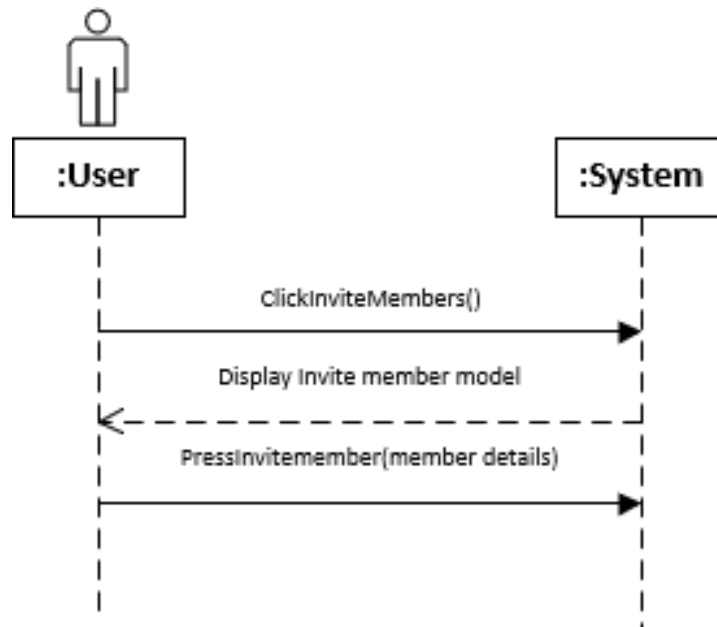 :User
:System
ClickInviteMembers()
Display Invite member model
PressInvitemember(member details)